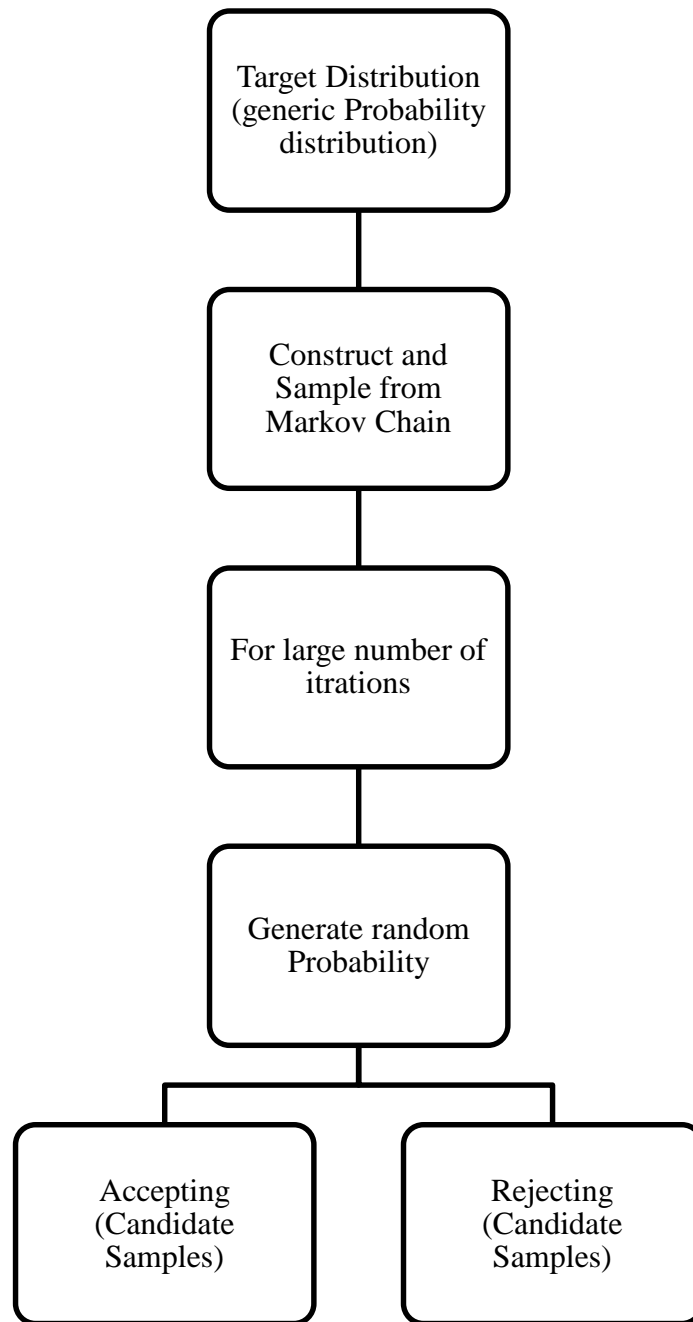 Target Distribution
(generic Probability
distribution)
Construct and
Sample from
Markov Chain
For large number of
itrations
Generate random
Probability
Accepting
(Candidate
Samples)
Rejecting
(Candidate
Samples)